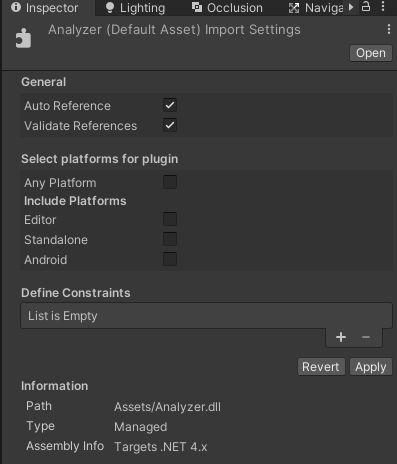 Inspector Lighting Occlusion Naviga
Analyzer (Default Asset) Import Settings
Open
General
Auto Reference
Validate References
Select platforms for plugin
Any Platform
Include Platforms
Editor
Standalone
Android
Define Constraints
List is Empty
+ −
Revert Apply
Information
Path Assets/Analyzer.dll
Type Managed
Assembly Info Targets .NET 4.x